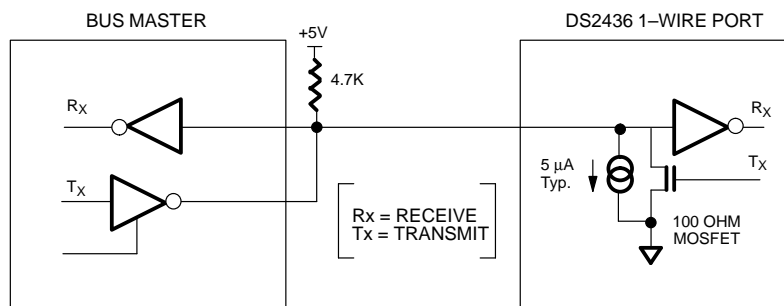 BUS MASTER
DS2436 1–WIRE PORT
+5V
4.7K
RX
RX
TX
5 µA
Typ.
TX
Rx = RECEIVE
Tx = TRANSMIT
100 OHM
MOSFET